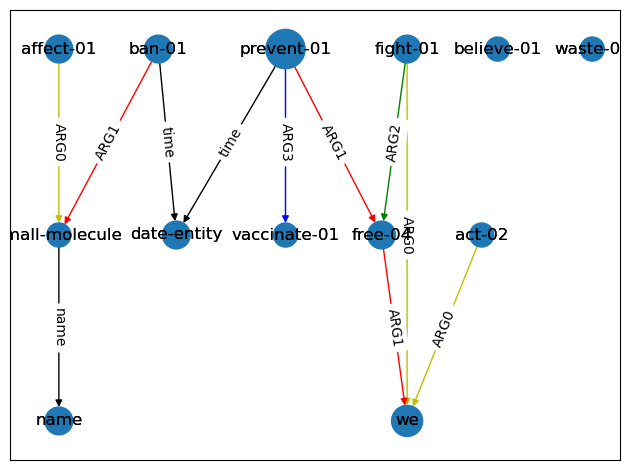 affect-01 ban-01 prevent-01 fight-01 believe-01 waste-0
ARG0 ARG1 time time ARG3 ARG1 ARG2
mall-molecule date-entity vaccinate-01 free-04 ARG0 act-02
name ARG1 ARG0
name we